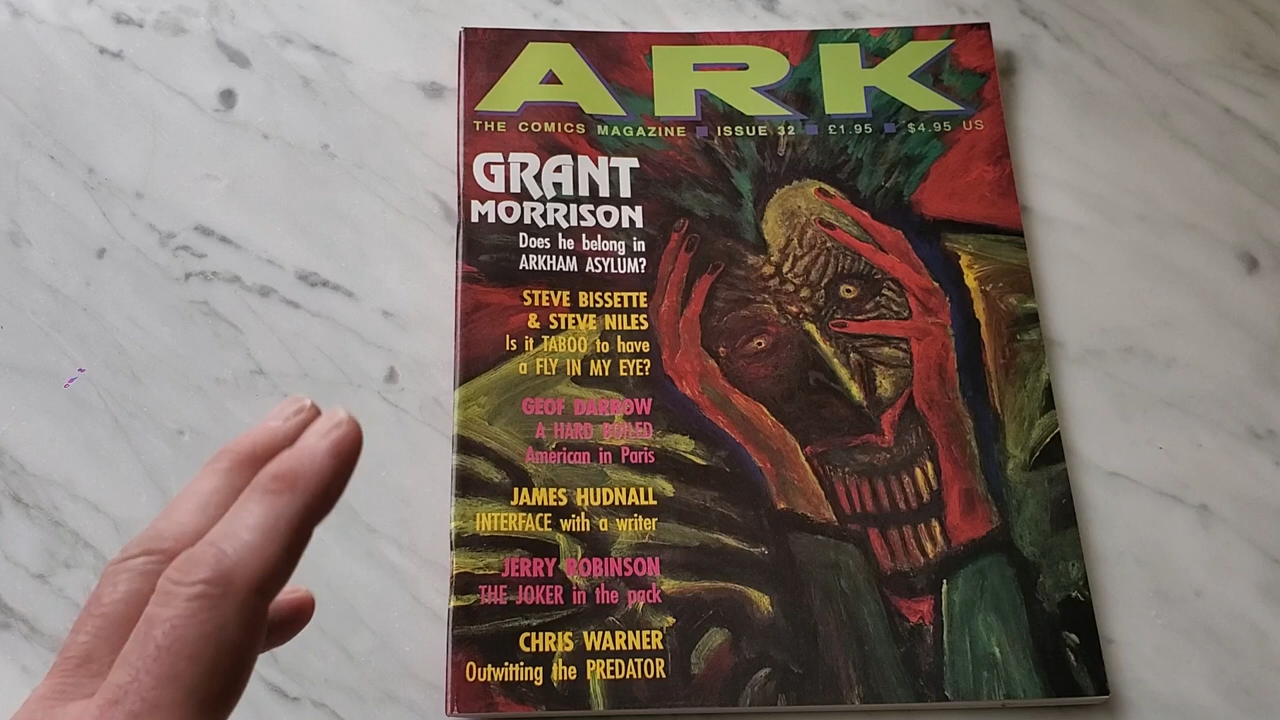 ARK
THE COMICS MAGAZINE ■ ISSUE 32 ■ £1.95 ■ $4.95 US
GRANT
MORRISON
Does he belong in
ARKHAM ASYLUM?
STEVE BISSETTE
& STEVE NILES
Is it TABOO to have
a FLY IN MY EYE?
GEOF DARROW
A HARD BOILED
American in Paris
JAMES HUDNALL
INTERFACE with a writer
JERRY ROBINSON
THE JOKER in the pack
CHRIS WARNER
Outwitting the PREDATOR